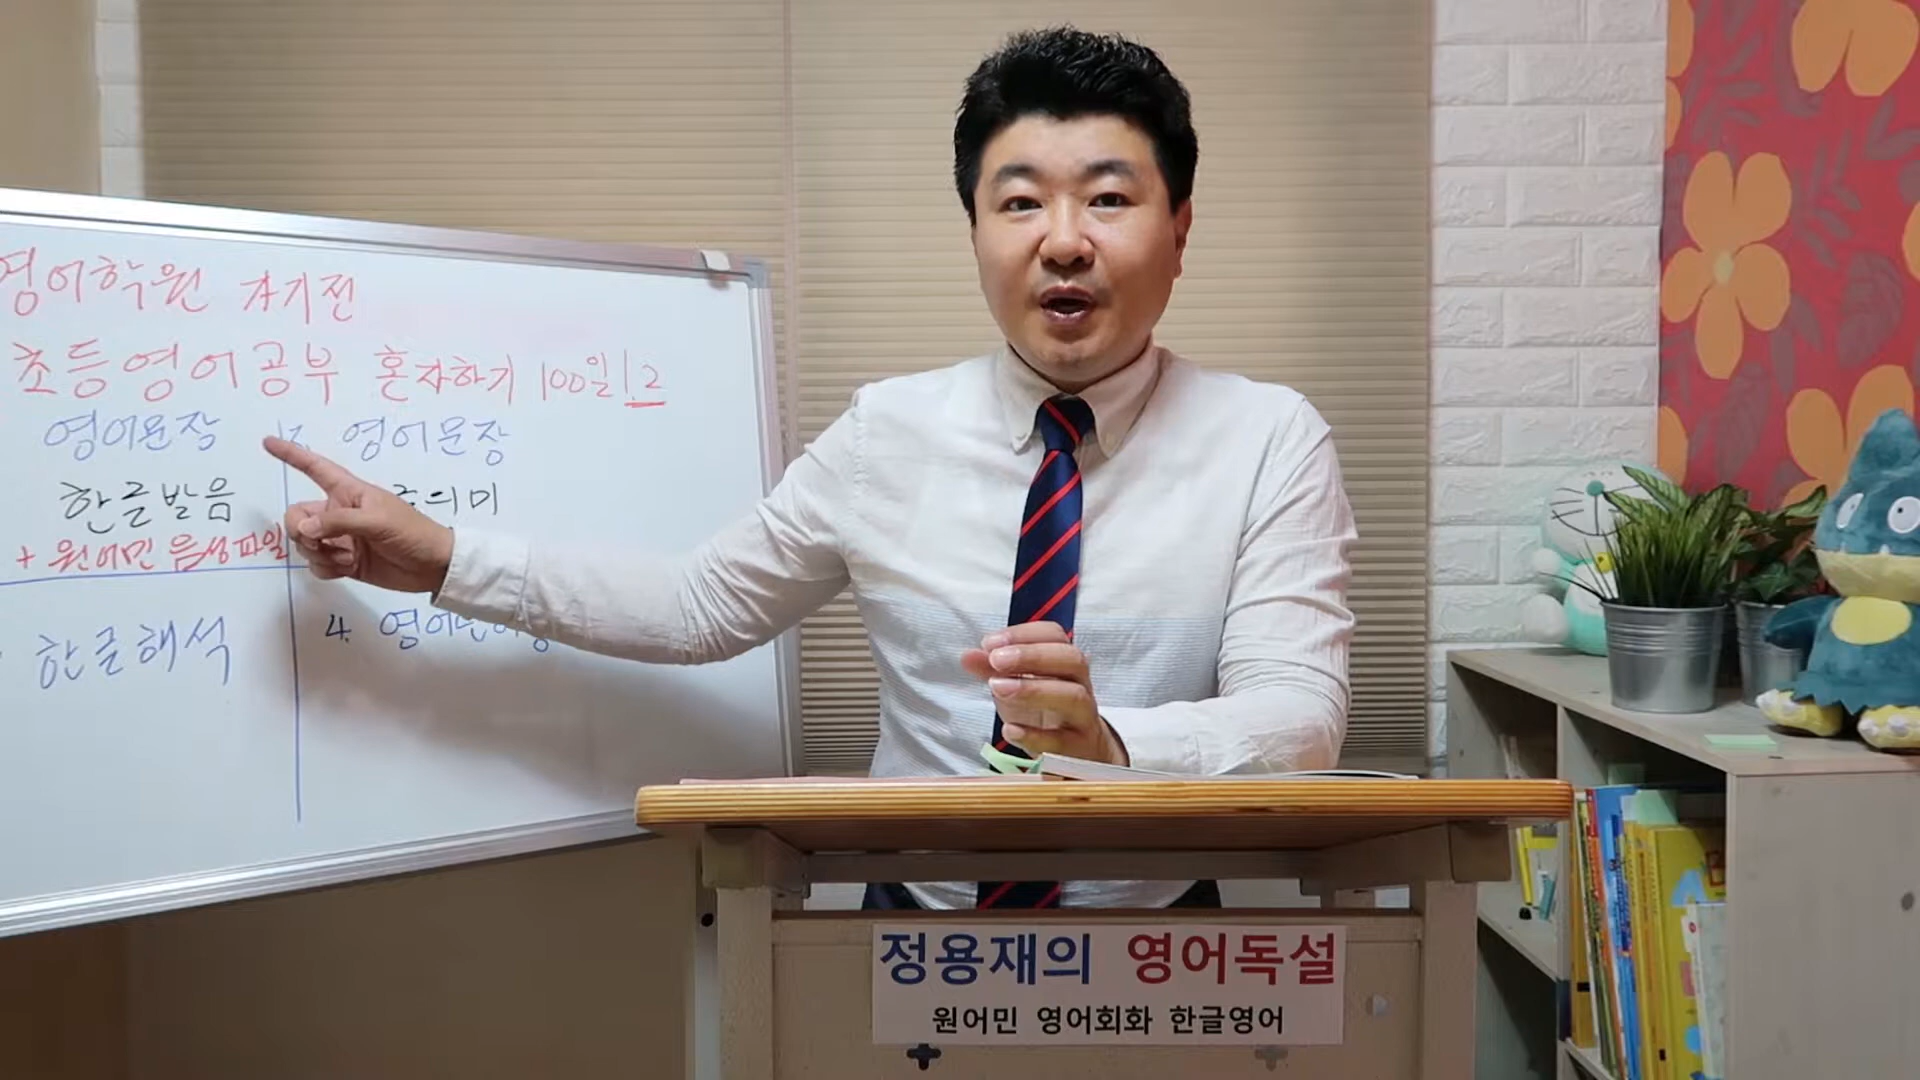 영어학원 가기전
초등영어공부 혼자하기 100일 1.2
영어문장
한글발음
+ 원어민 음성파일
영어문장
의미
한글해석
4. 영어
정용재의 영어독설
원어민 영어회화 한글영어